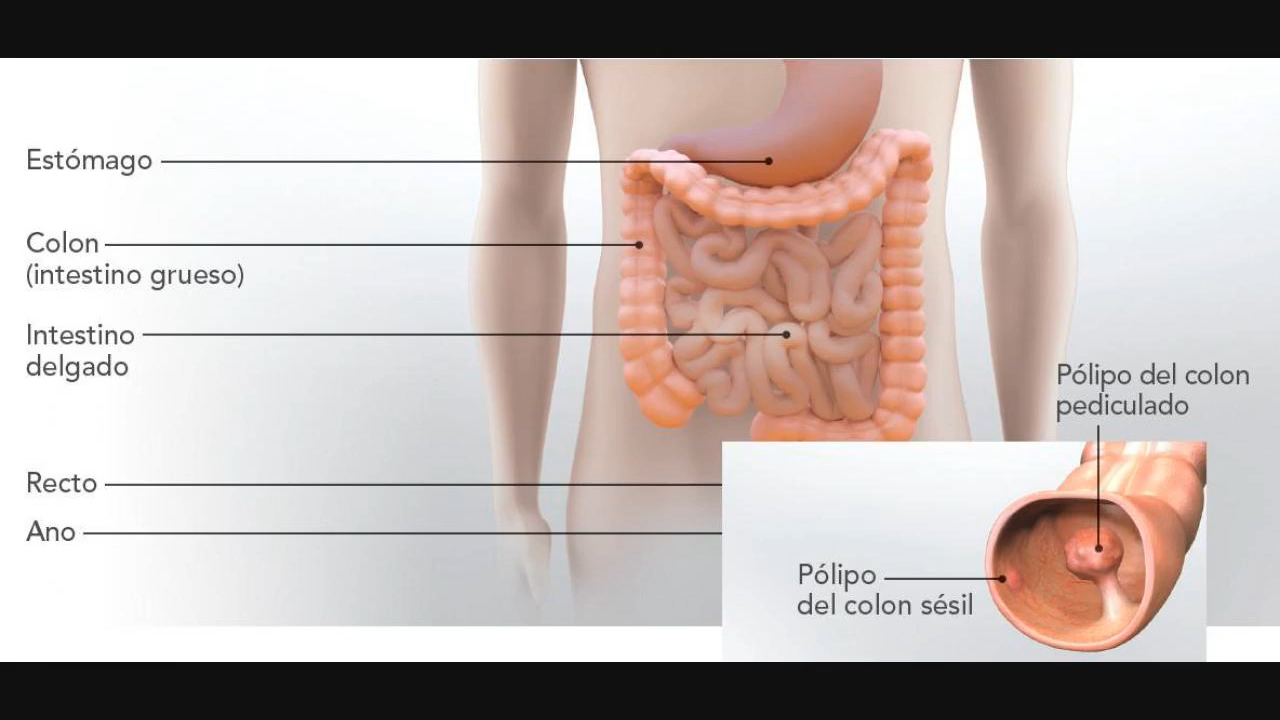 Estómago
Colon
(intestino grueso)
Intestino
delgado
Recto
Ano
Pólipo del colon
pediculado
Pólipo
del colon sésil